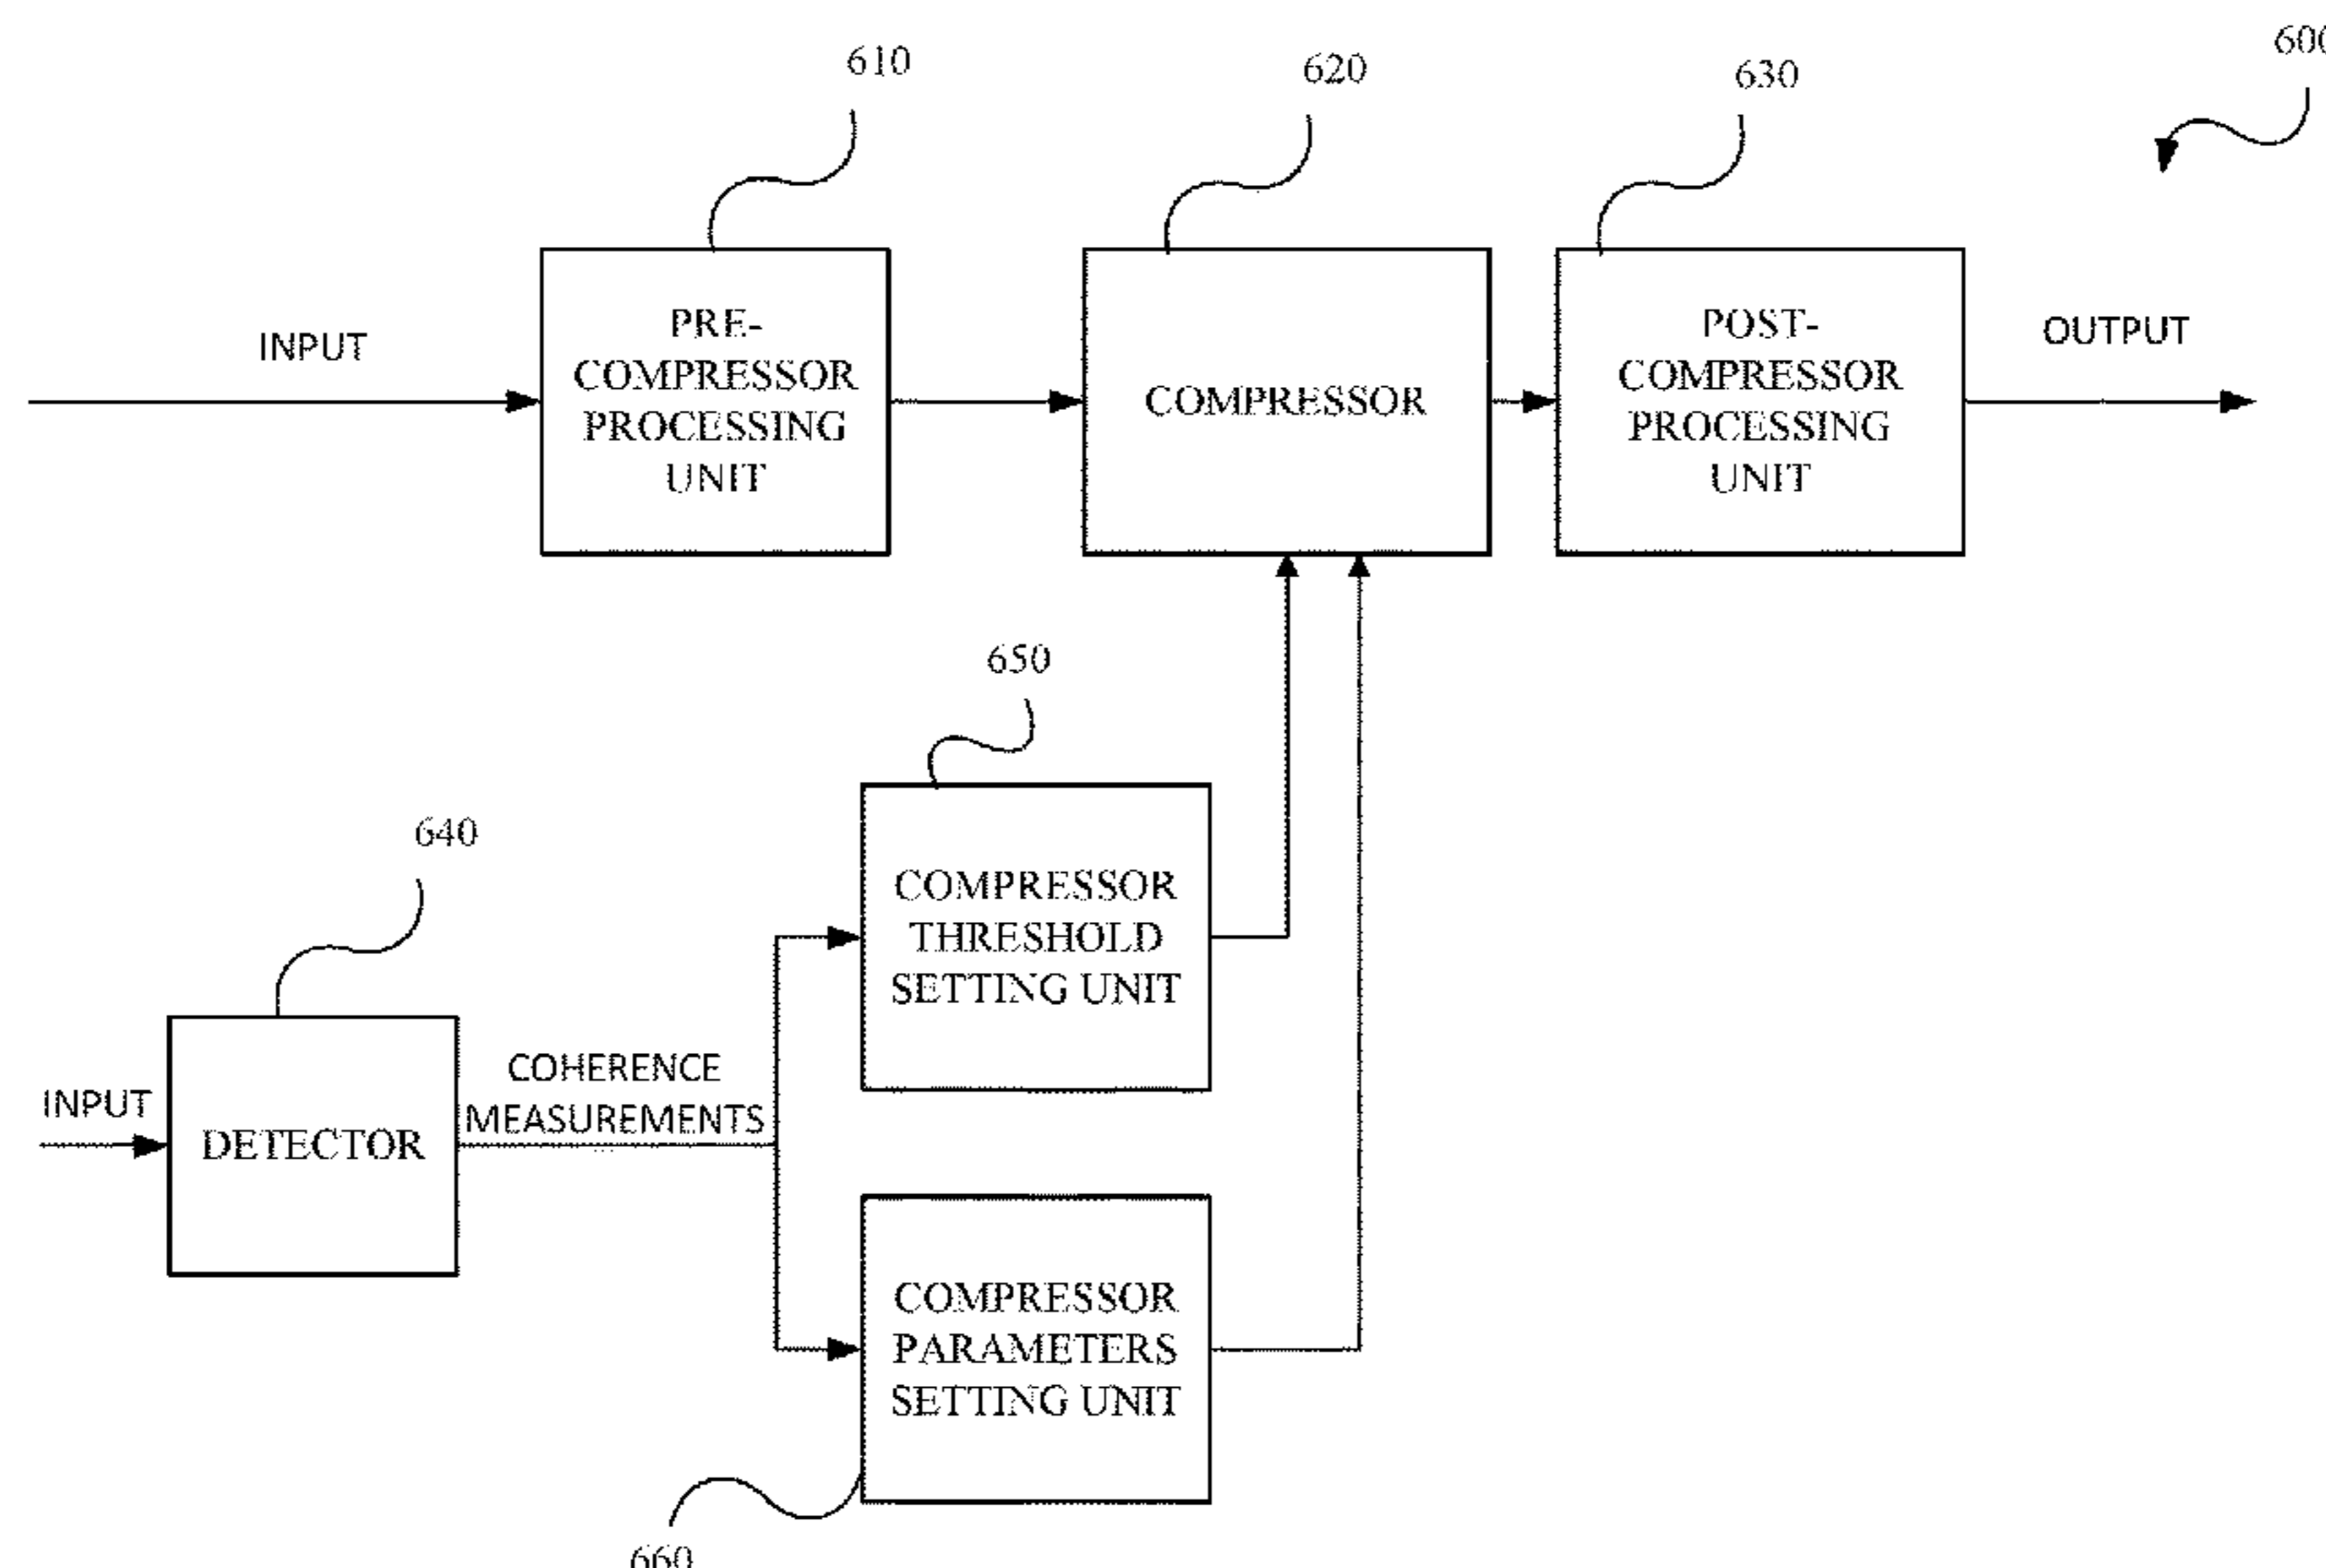 610
620
630
600
INPUT
PRE-
COMPRESSOR
PROCESSING
UNIT
COMPRESSOR
POST-
COMPRESSOR
PROCESSING
UNIT
OUTPUT
650
640
COMPRESSOR
THRESHOLD
SETTING UNIT
INPUT
DETECTOR
COHERENCE
MEASUREMENTS
COMPRESSOR
PARAMETERS
SETTING UNIT
660